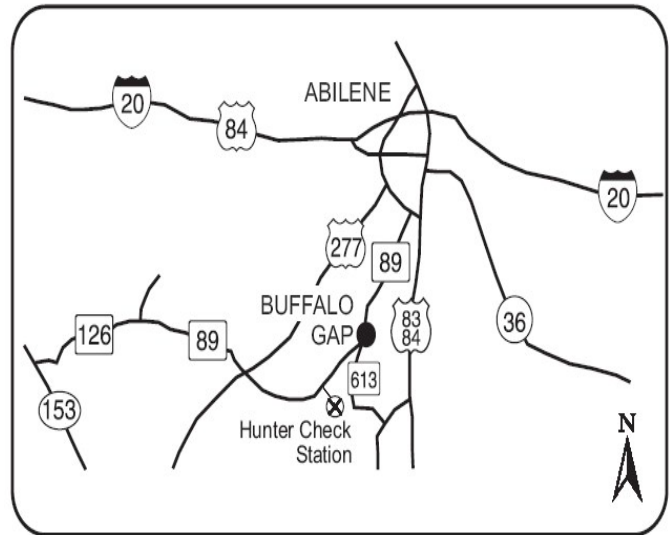 20
ABILENE
84
20
277
89
BUFFALO
GAP
83
84
36
126
89
613
153
Hunter Check
Station
N